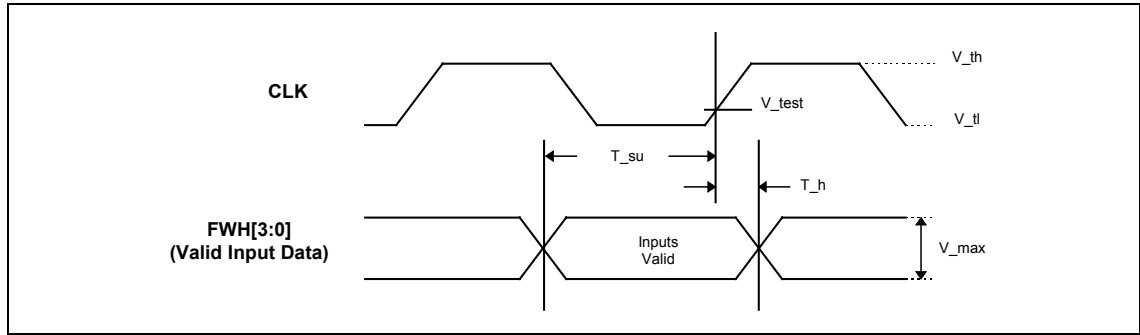 V_th
CLK
V_test
V_tl
T_su
T_h
FWH[3:0]
(Valid Input Data)
Inputs
Valid
V_max